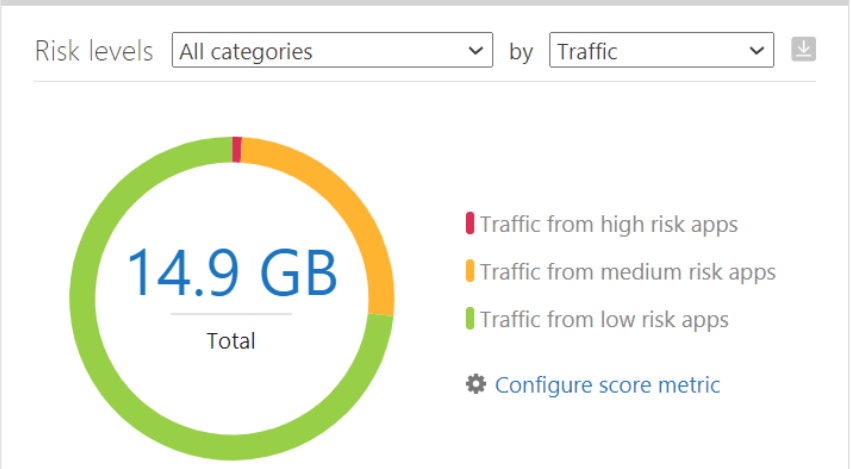 Risk levels All categories by Traffic
14.9 GB
Total
Traffic from high risk apps
Traffic from medium risk apps
Traffic from low risk apps
Configure score metric